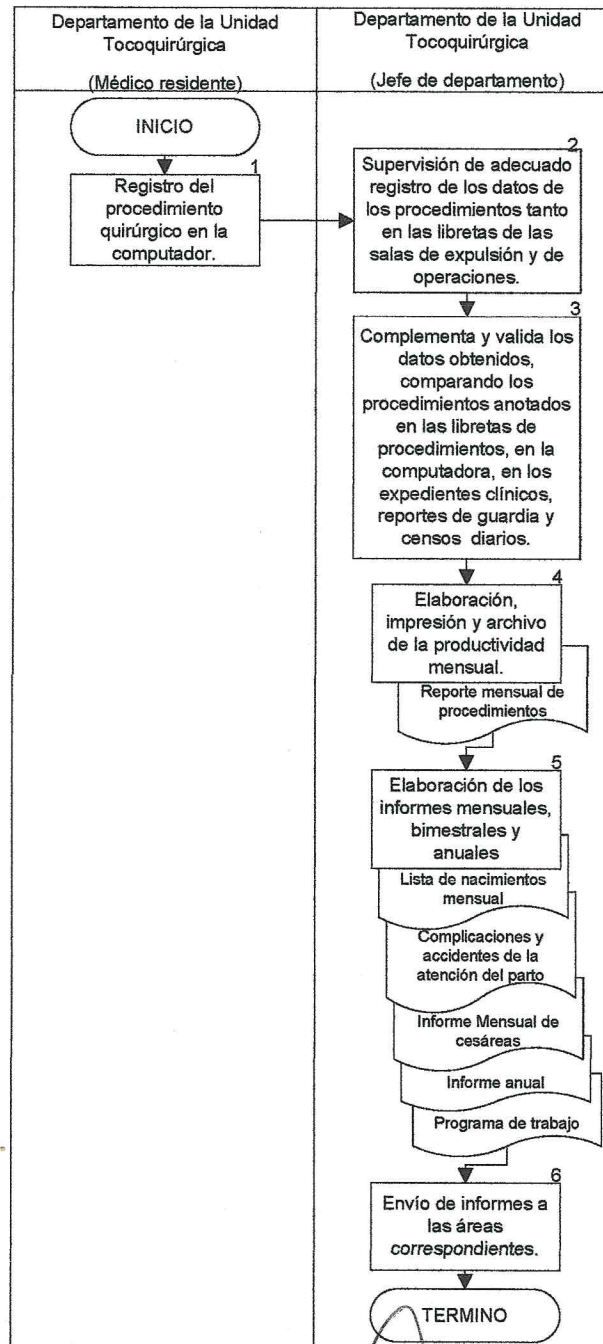 Departamento de la Unidad
Tocoquirúrgica
(Médico residente)
Departamento de la Unidad
Tocoquirúrgica
(Jefe de departamento)
INICIO
1
Registro del
procedimiento
quirúrgico en la
computador.
2
Supervisión de adecuado
registro de los datos de
los procedimientos tanto
en las libretas de las
salas de expulsión y de
operaciones.
3
Complementa y valida los
datos obtenidos,
comparando los
procedimientos anotados
en las libretas de
procedimientos, en la
computadora, en los
expedientes clínicos,
reportes de guardia y
censos diarios.
4
Elaboración,
impresión y archivo
de la productividad
mensual.
Reporte mensual de
procedimientos
5
Elaboración de los
informes mensuales,
bimestrales y
anuales
Lista de nacimientos
mensual
Complicaciones y
accidentes de la
atención del parto
Informe Mensual de
cesáreas
Informe anual
Programa de trabajo
6
Envío de informes a
las áreas
correspondientes.
TERMINO